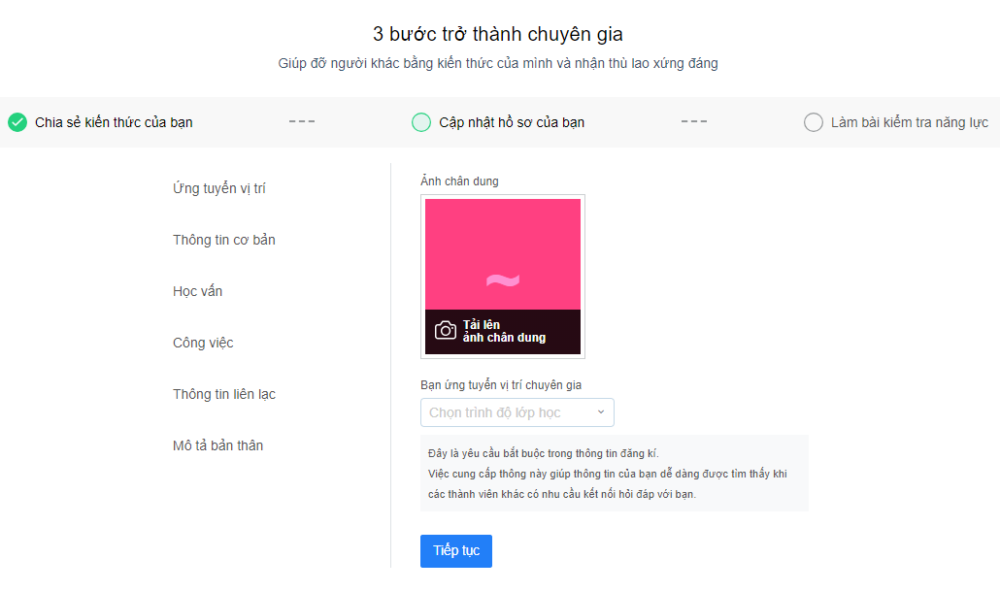 3 bước trở thành chuyên gia
Giúp đỡ người khác bằng kiến thức của mình và nhận thù lao xứng đáng
Chia sẻ kiến thức của bạn --- Cập nhật hồ sơ của bạn --- Làm bài kiểm tra năng lực
Ứng tuyển vị trí
Thông tin cơ bản
Học vấn
Công việc
Thông tin liên lạc
Mô tả bản thân
Ảnh chân dung
~
Tải lên
ảnh chân dung
Bạn ứng tuyển vị trí chuyên gia
Chọn trình độ lớp học
Đây là yêu cầu bắt buộc trong thông tin đăng kí.
Việc cung cấp thông này giúp thông tin của bạn dễ dàng được tìm thấy khi
các thành viên khác có nhu cầu kết nối hỏi đáp với bạn.
Tiếp tục